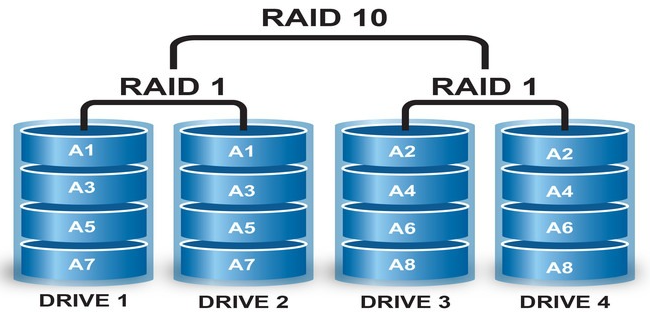 RAID 10
RAID 1 RAID 1
A1 A1 A2 A2
A3 A3 A4 A4
A5 A5 A6 A6
A7 A7 A8 A8
DRIVE 1 DRIVE 2 DRIVE 3 DRIVE 4